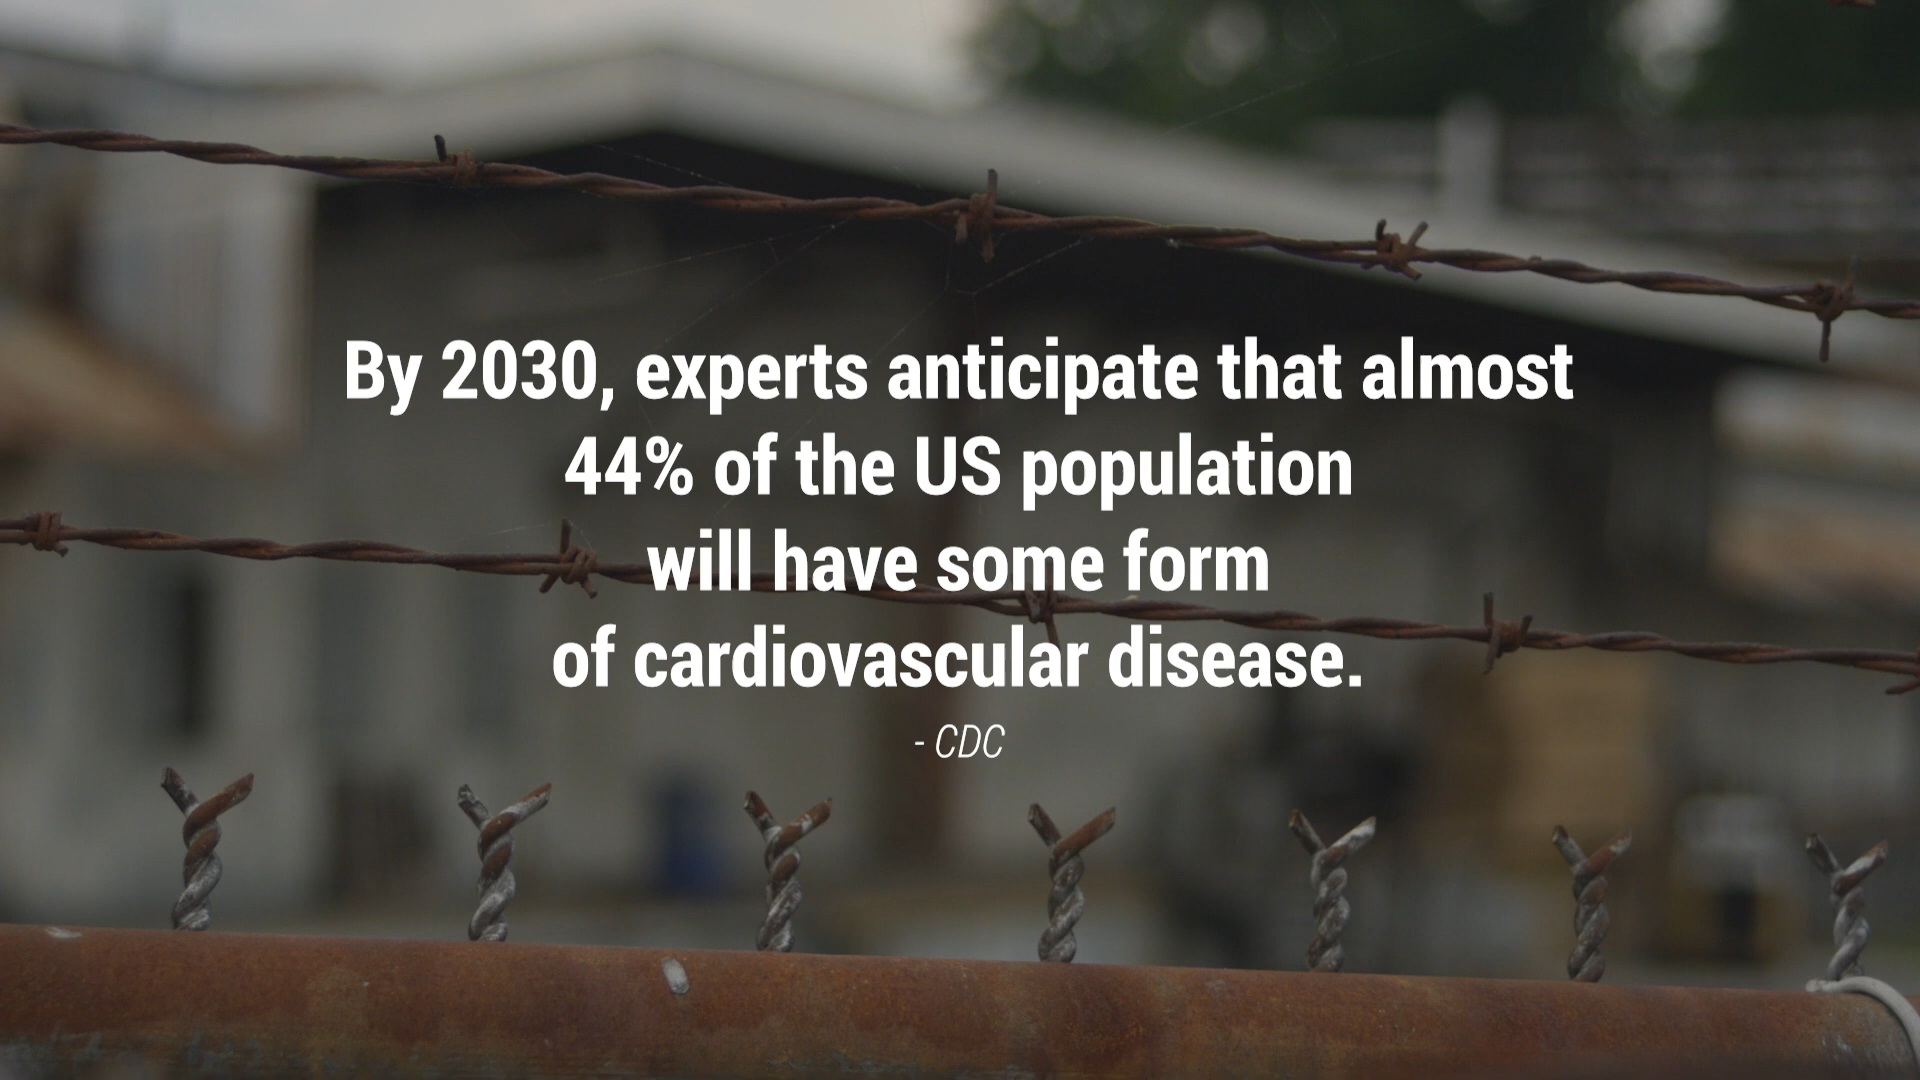 By 2030, experts anticipate that almost
44% of the US population
will have some form
of cardiovascular disease.
- CDC